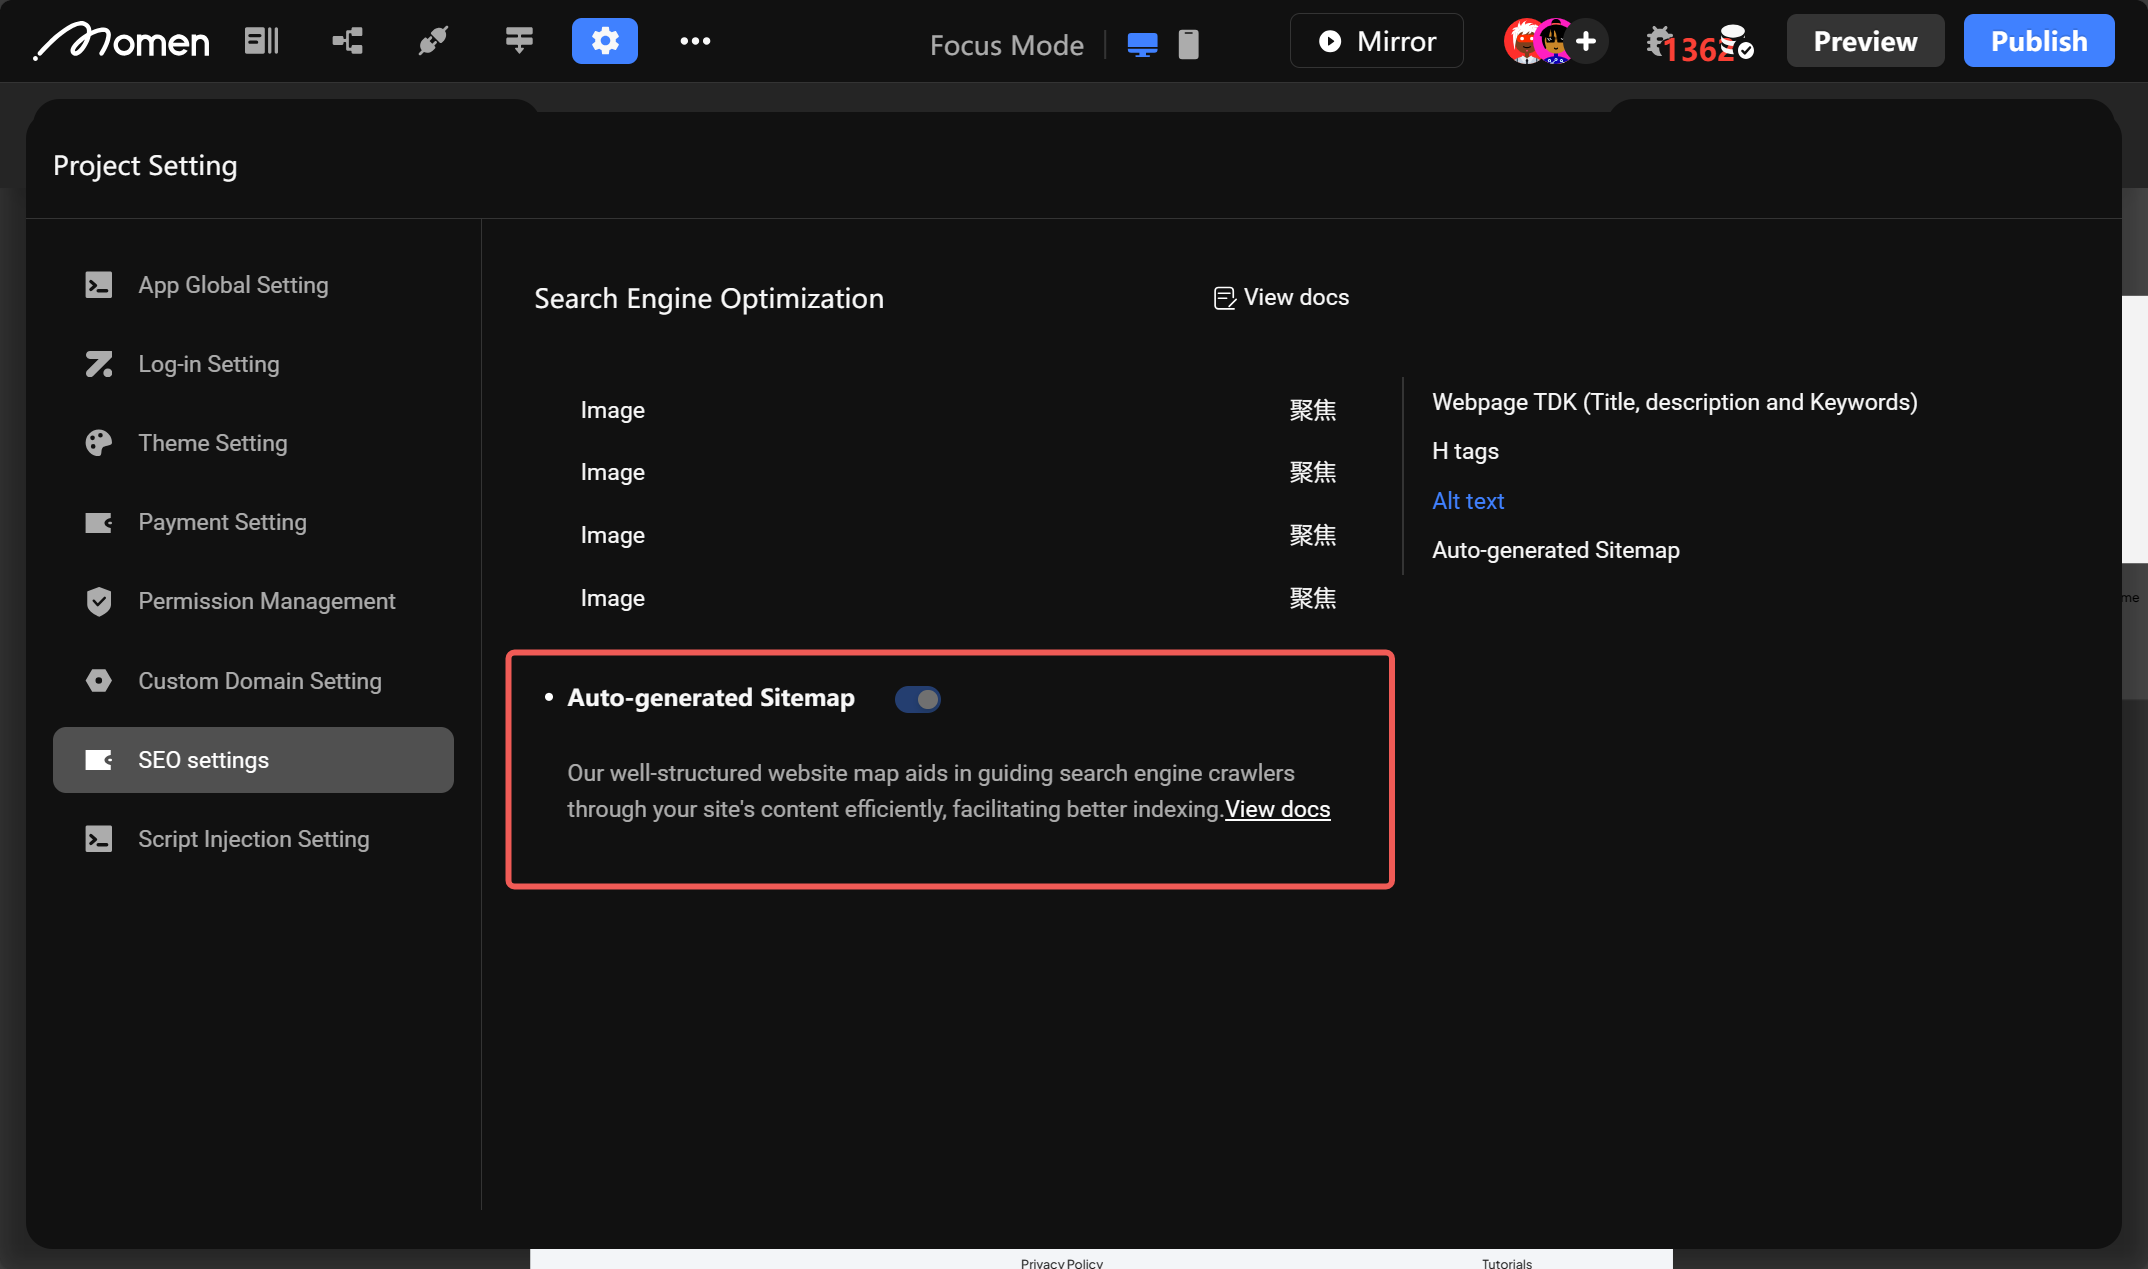 Momen
Focus Mode
Mirror
1362
Preview
Publish
Project Setting
App Global Setting
Log-in Setting
Theme Setting
Payment Setting
Permission Management
Custom Domain Setting
SEO settings
Script Injection Setting
Search Engine Optimization
View docs
Image 聚焦
Image 聚焦
Image 聚焦
Image 聚焦
• Auto-generated Sitemap
Our well-structured website map aids in guiding search engine crawlers
through your site's content efficiently, facilitating better indexing.View docs
Webpage TDK (Title, description and Keywords)
H tags
Alt text
Auto-generated Sitemap
me
Privacy Policy
Tutorials